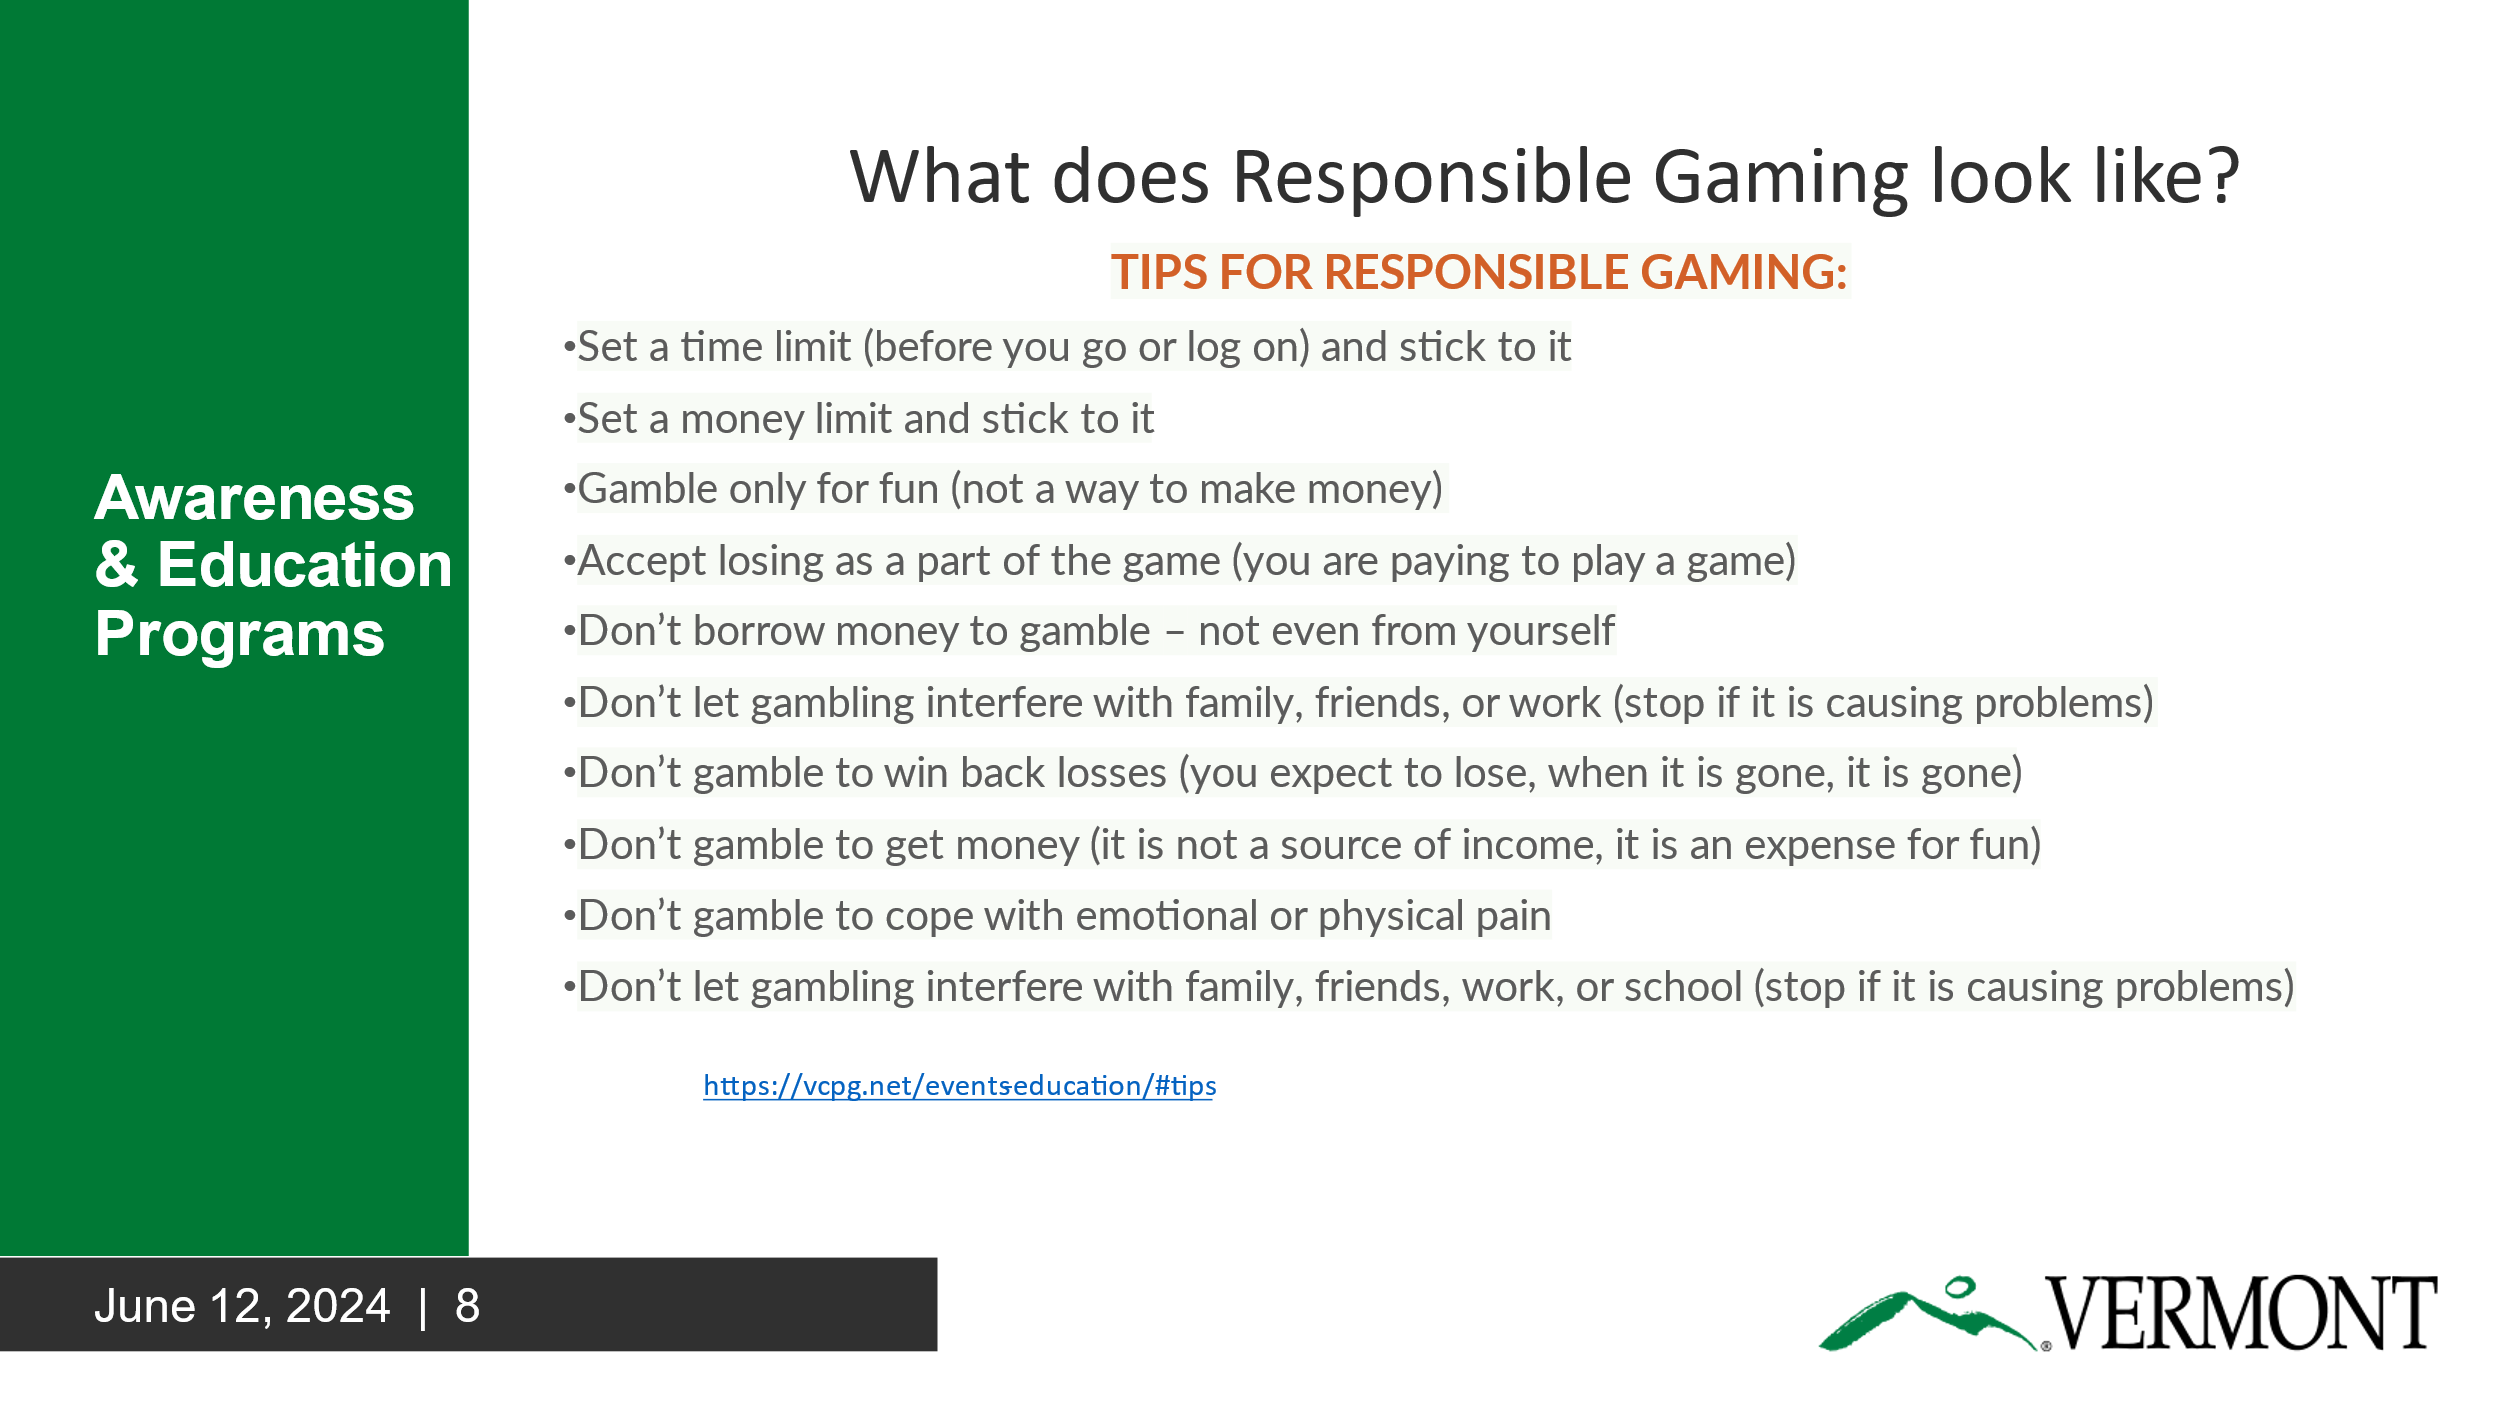 What does Responsible Gaming look like?
TIPS FOR RESPONSIBLE GAMING:
•Set a time limit (before you go or log on) and stick to it
•Set a money limit and stick to it
•Gamble only for fun (not a way to make money)
•Accept losing as a part of the game (you are paying to play a game)
•Don’t borrow money to gamble – not even from yourself
•Don’t let gambling interfere with family, friends, or work (stop if it is causing problems)
•Don’t gamble to win back losses (you expect to lose, when it is gone, it is gone)
•Don’t gamble to get money (it is not a source of income, it is an expense for fun)
•Don’t gamble to cope with emotional or physical pain
•Don’t let gambling interfere with family, friends, work, or school (stop if it is causing problems)
https://vcpg.net/events-education/#tips
Awareness
& Education
Programs
June 12, 2024 | 8
VERMONT
®